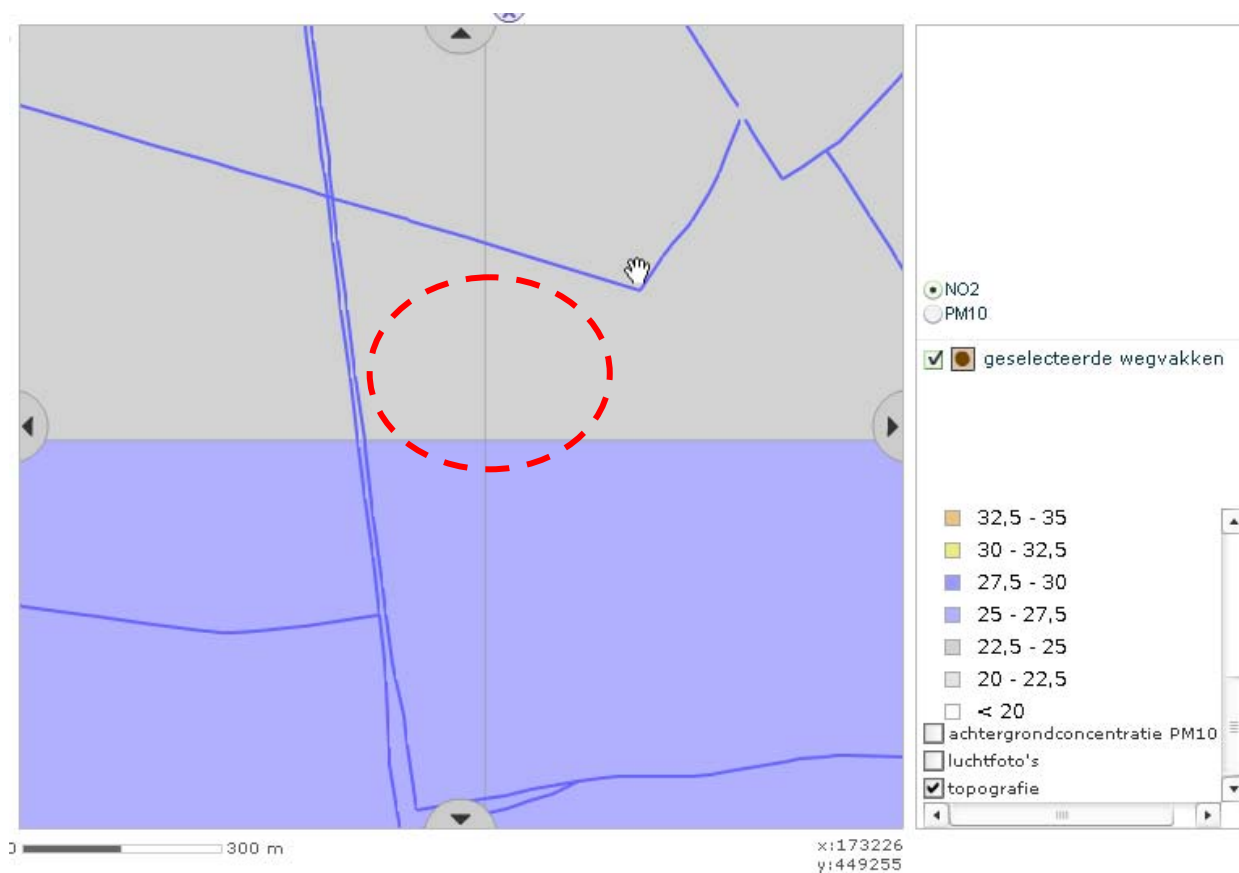 NO2
PM10
geselecteerde wegvakken
32,5 - 35
30 - 32,5
27,5 - 30
25 - 27,5
22,5 - 25
20 - 22,5
< 20
achtergrondconcentratie PM10
luchtfoto's
topografie
300 m
x:173226
y:449255